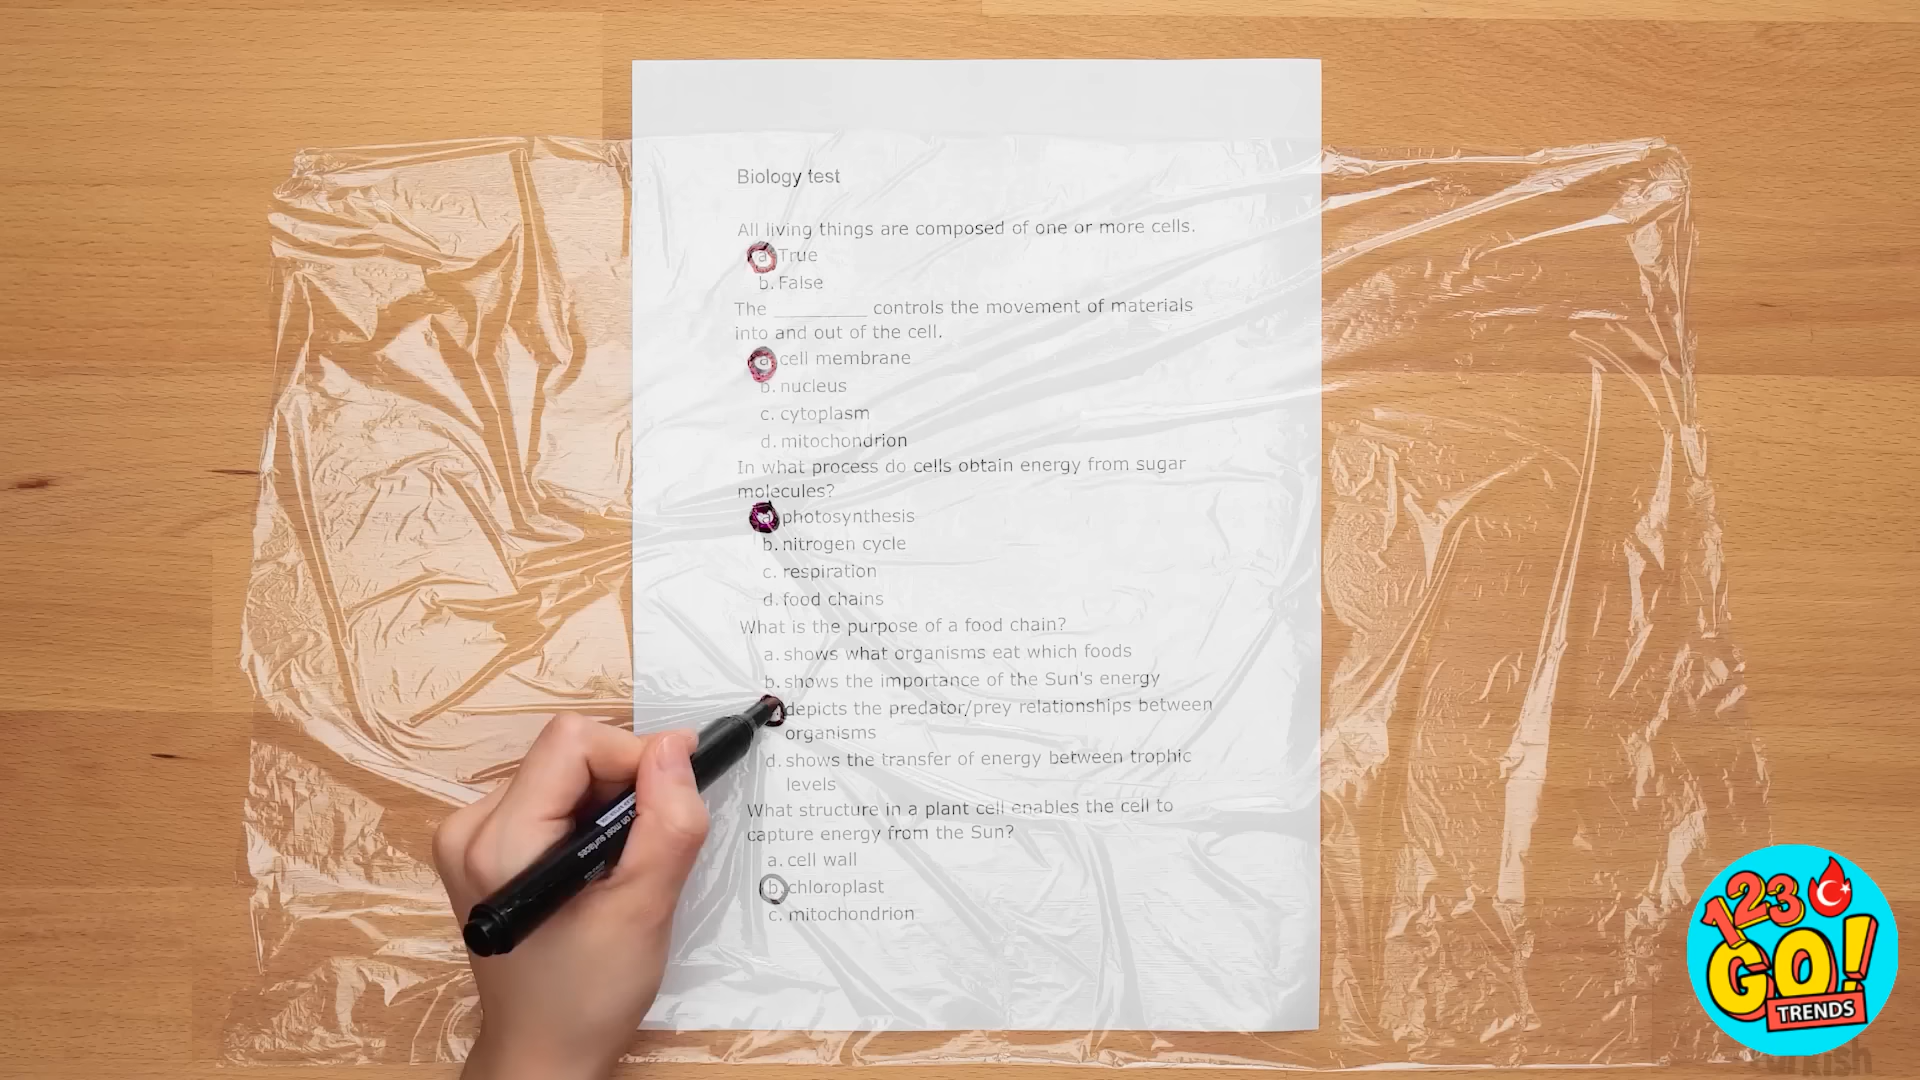 Biology test
All living things are composed of one or more cells.
a. True
b. False
The __________ controls the movement of materials
into and out of the cell.
a. cell membrane
b. nucleus
c. cytoplasm
d. mitochondrion
In what process do cells obtain energy from sugar
molecules?
photosynthesis
b. nitrogen cycle
c. respiration
d. food chains
What is the purpose of a food chain?
a. shows what organisms eat which foods
b. shows the importance of the Sun's energy
depicts the predator/prey relationships between
organisms
d. shows the transfer of energy between trophic
levels
What structure in a plant cell enables the cell to
capture energy from the Sun?
a. cell wall
b. chloroplast
c. mitochondrion
on most surfaces
123
GO!
TRENDS